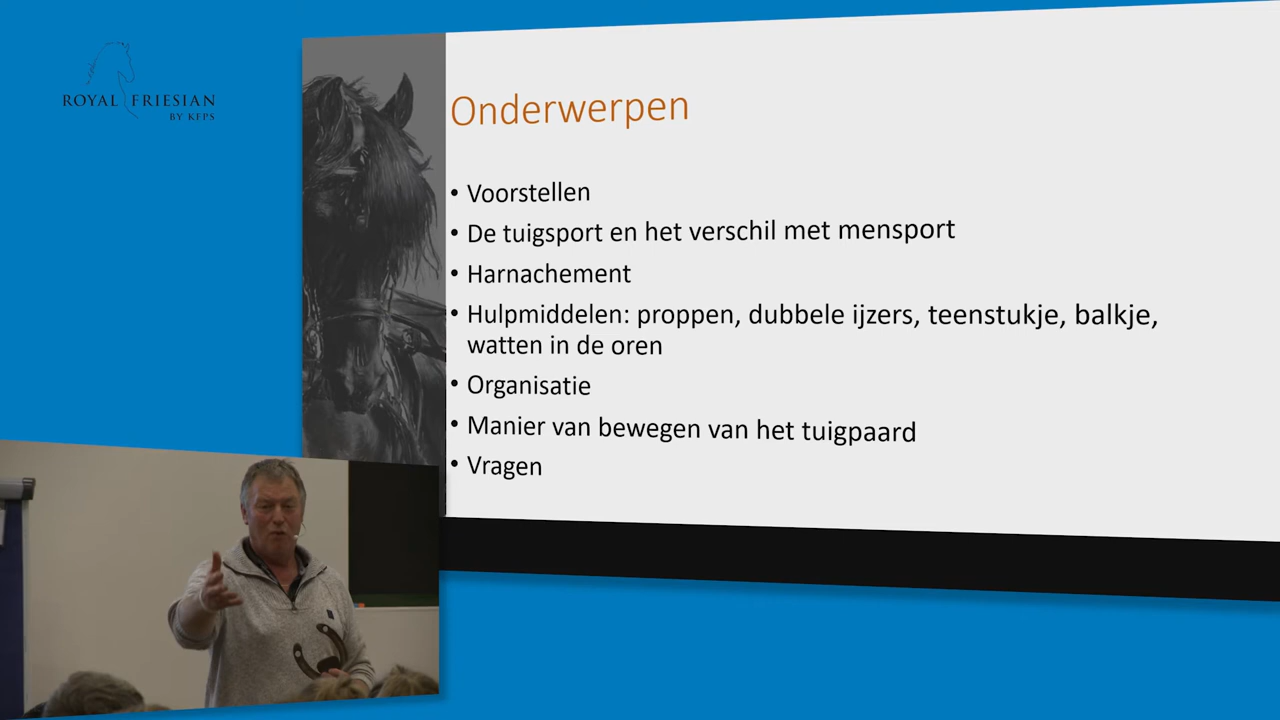 ROYAL FRIESIAN
BY KFPS
Onderwerpen
• Voorstellen
• De tuigsport en het verschil met mensport
• Harnachement
• Hulpmiddelen: proppen, dubbele ijzers, teenstukje, balkje,
watten in de oren
• Organisatie
• Manier van bewegen van het tuigpaard
• Vragen